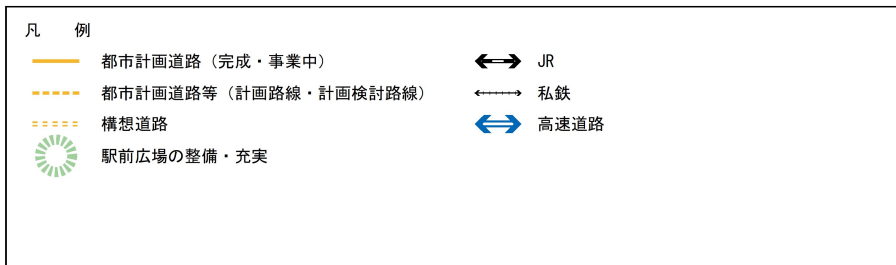 凡　例
都市計画道路（完成・事業中）
都市計画道路等（計画路線・計画検討路線）
構想道路
駅前広場の整備・充実
JR
私鉄
高速道路